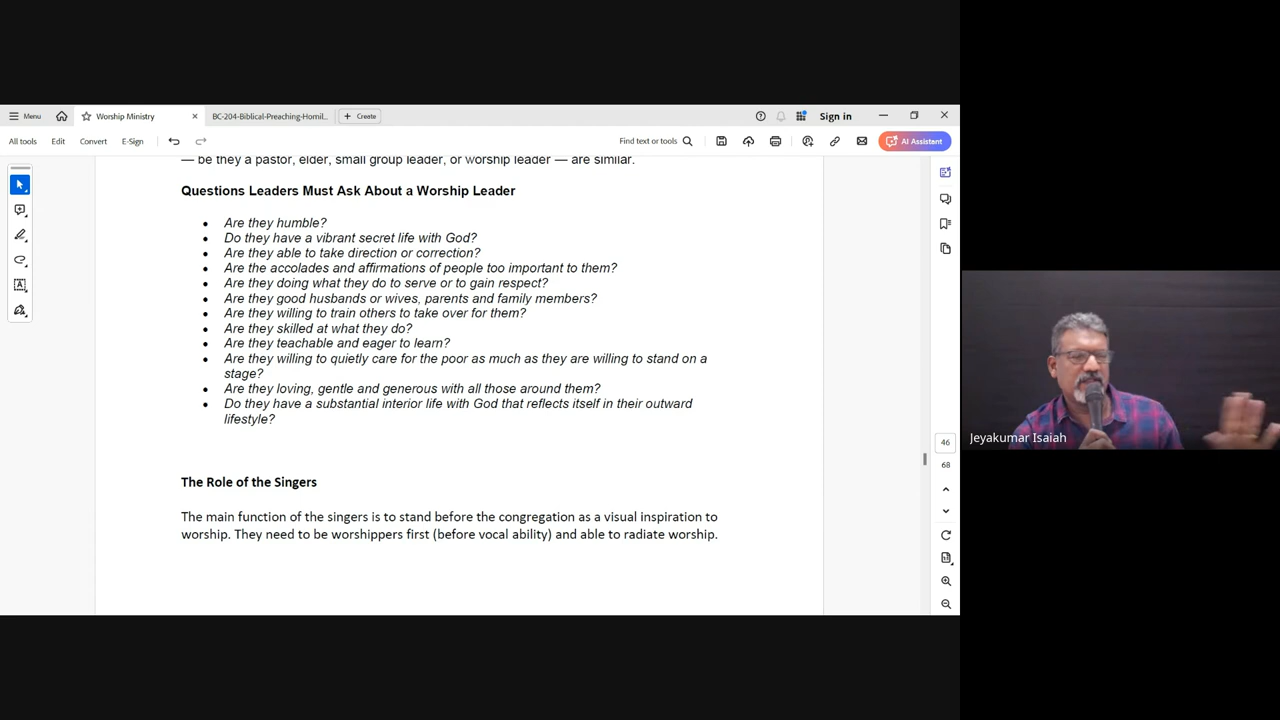 Menu
Worship Ministry
BC-204-Biblical-Preaching-Homil...
Create
Sign in
All tools
Edit
Convert
E-Sign
Find text or tools
AI Assistant
— be they a pastor, elder, small group leader, or worship leader — are similar.
Questions Leaders Must Ask About a Worship Leader
• Are they humble?
• Do they have a vibrant secret life with God?
• Are they able to take direction or correction?
• Are the accolades and affirmations of people too important to them?
• Are they doing what they do to serve or to gain respect?
• Are they good husbands or wives, parents and family members?
• Are they willing to train others to take over for them?
• Are they skilled at what they do?
• Are they teachable and eager to learn?
• Are they willing to quietly care for the poor as much as they are willing to stand on a
stage?
• Are they loving, gentle and generous with all those around them?
• Do they have a substantial interior life with God that reflects itself in their outward
lifestyle?
The Role of the Singers
The main function of the singers is to stand before the congregation as a visual inspiration to
worship. They need to be worshippers first (before vocal ability) and able to radiate worship.
46
68
Jeyakumar Isaiah